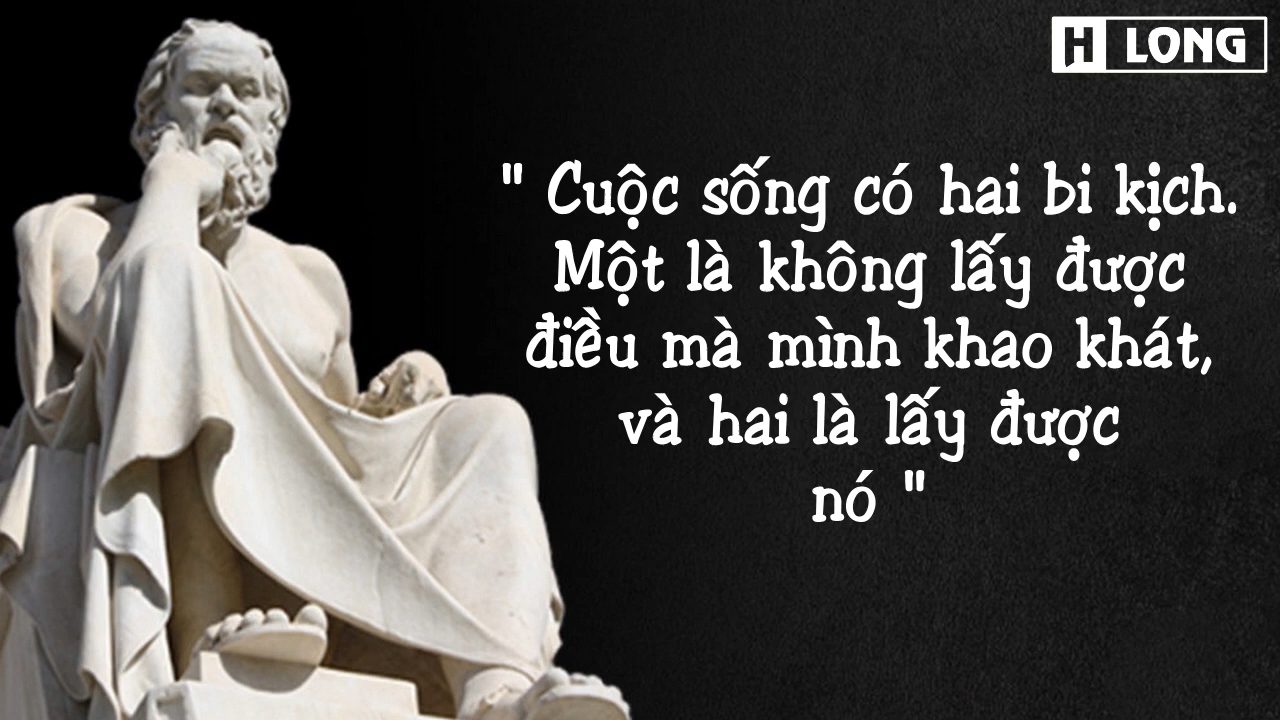 H LONG
" Cuộc sống có hai bi kịch.
Một là không lấy được
điều mà mình khao khát,
và hai là lấy được
nó "